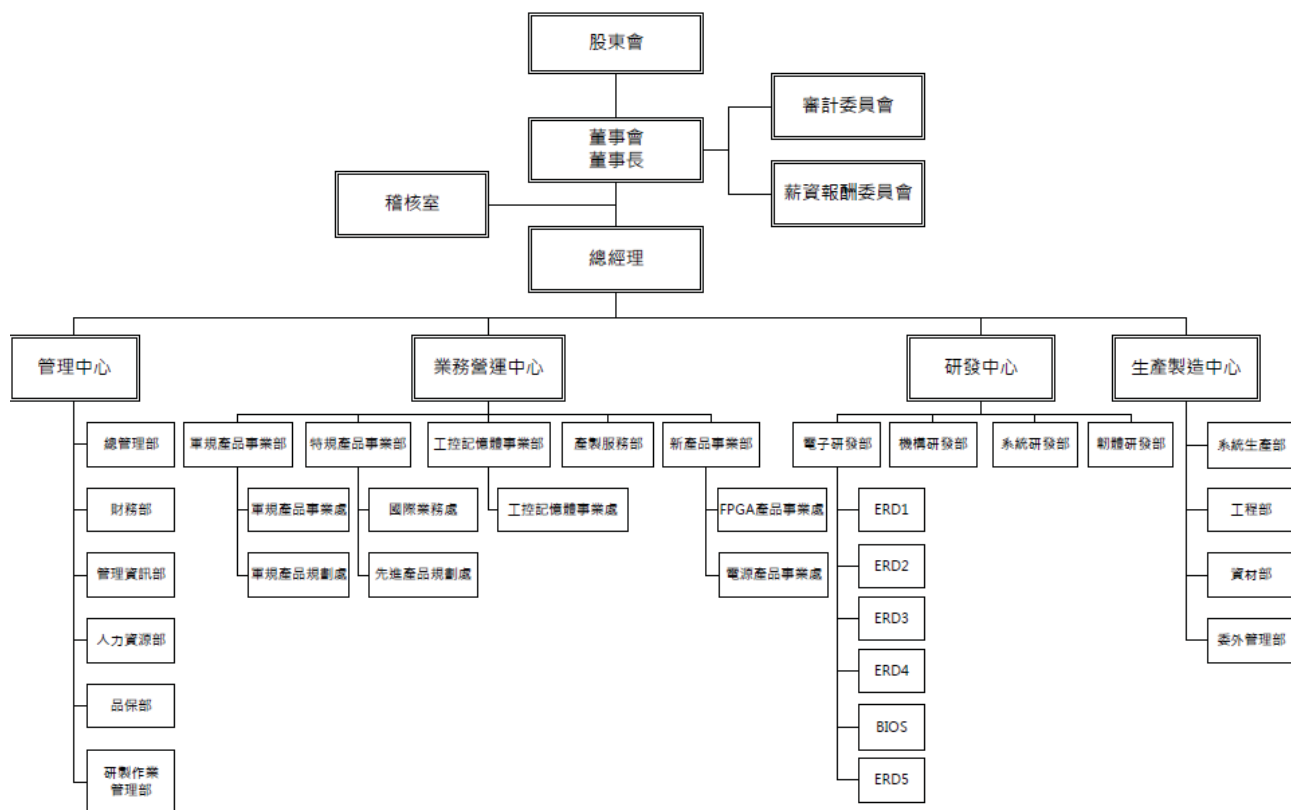 股東會
審計委員會
董事會
董事長
薪資報酬委員會
稽核室
總經理
管理中心
業務營運中心
研發中心
生產製造中心
總管理部
軍規產品事業部
特規產品事業部
工控記憶體事業部
產製服務部
新產品事業部
電子研發部
機構研發部
系統研發部
韌體研發部
系統生產部
財務部
軍規產品事業處
國際業務處
工控記憶體事業處
FPGA產品事業處
ERD1
工程部
管理資訊部
軍規產品規劃處
先進產品規劃處
電源產品事業處
ERD2
資材部
人力資源部
ERD3
委外管理部
ERD4
品保部
BIOS
研製作業
管理部
ERD5